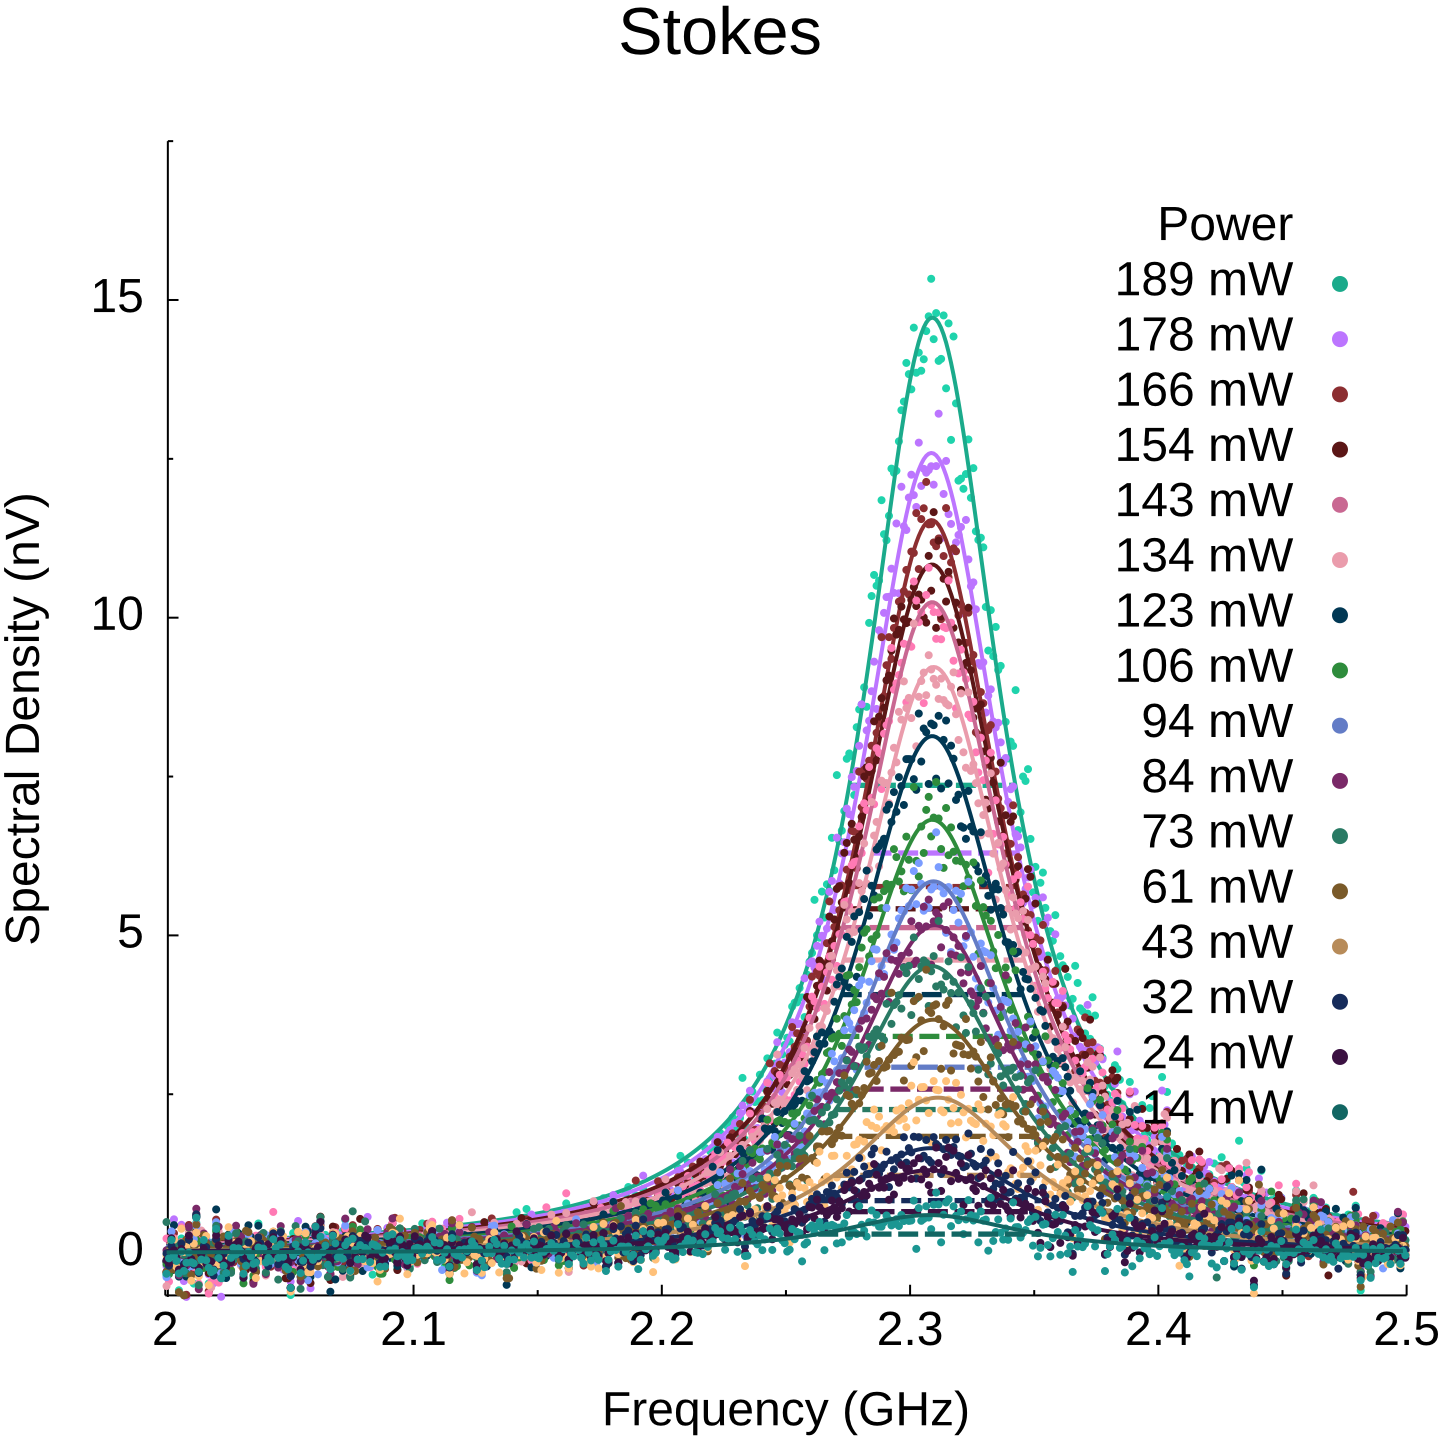 Stokes
Spectral Density (nV)
15
10
5
0
Power
189 mW
178 mW
166 mW
154 mW
143 mW
134 mW
123 mW
106 mW
94 mW
84 mW
73 mW
61 mW
43 mW
32 mW
24 mW
14 mW
2 2.1 2.2 2.3 2.4 2.5
Frequency (GHz)